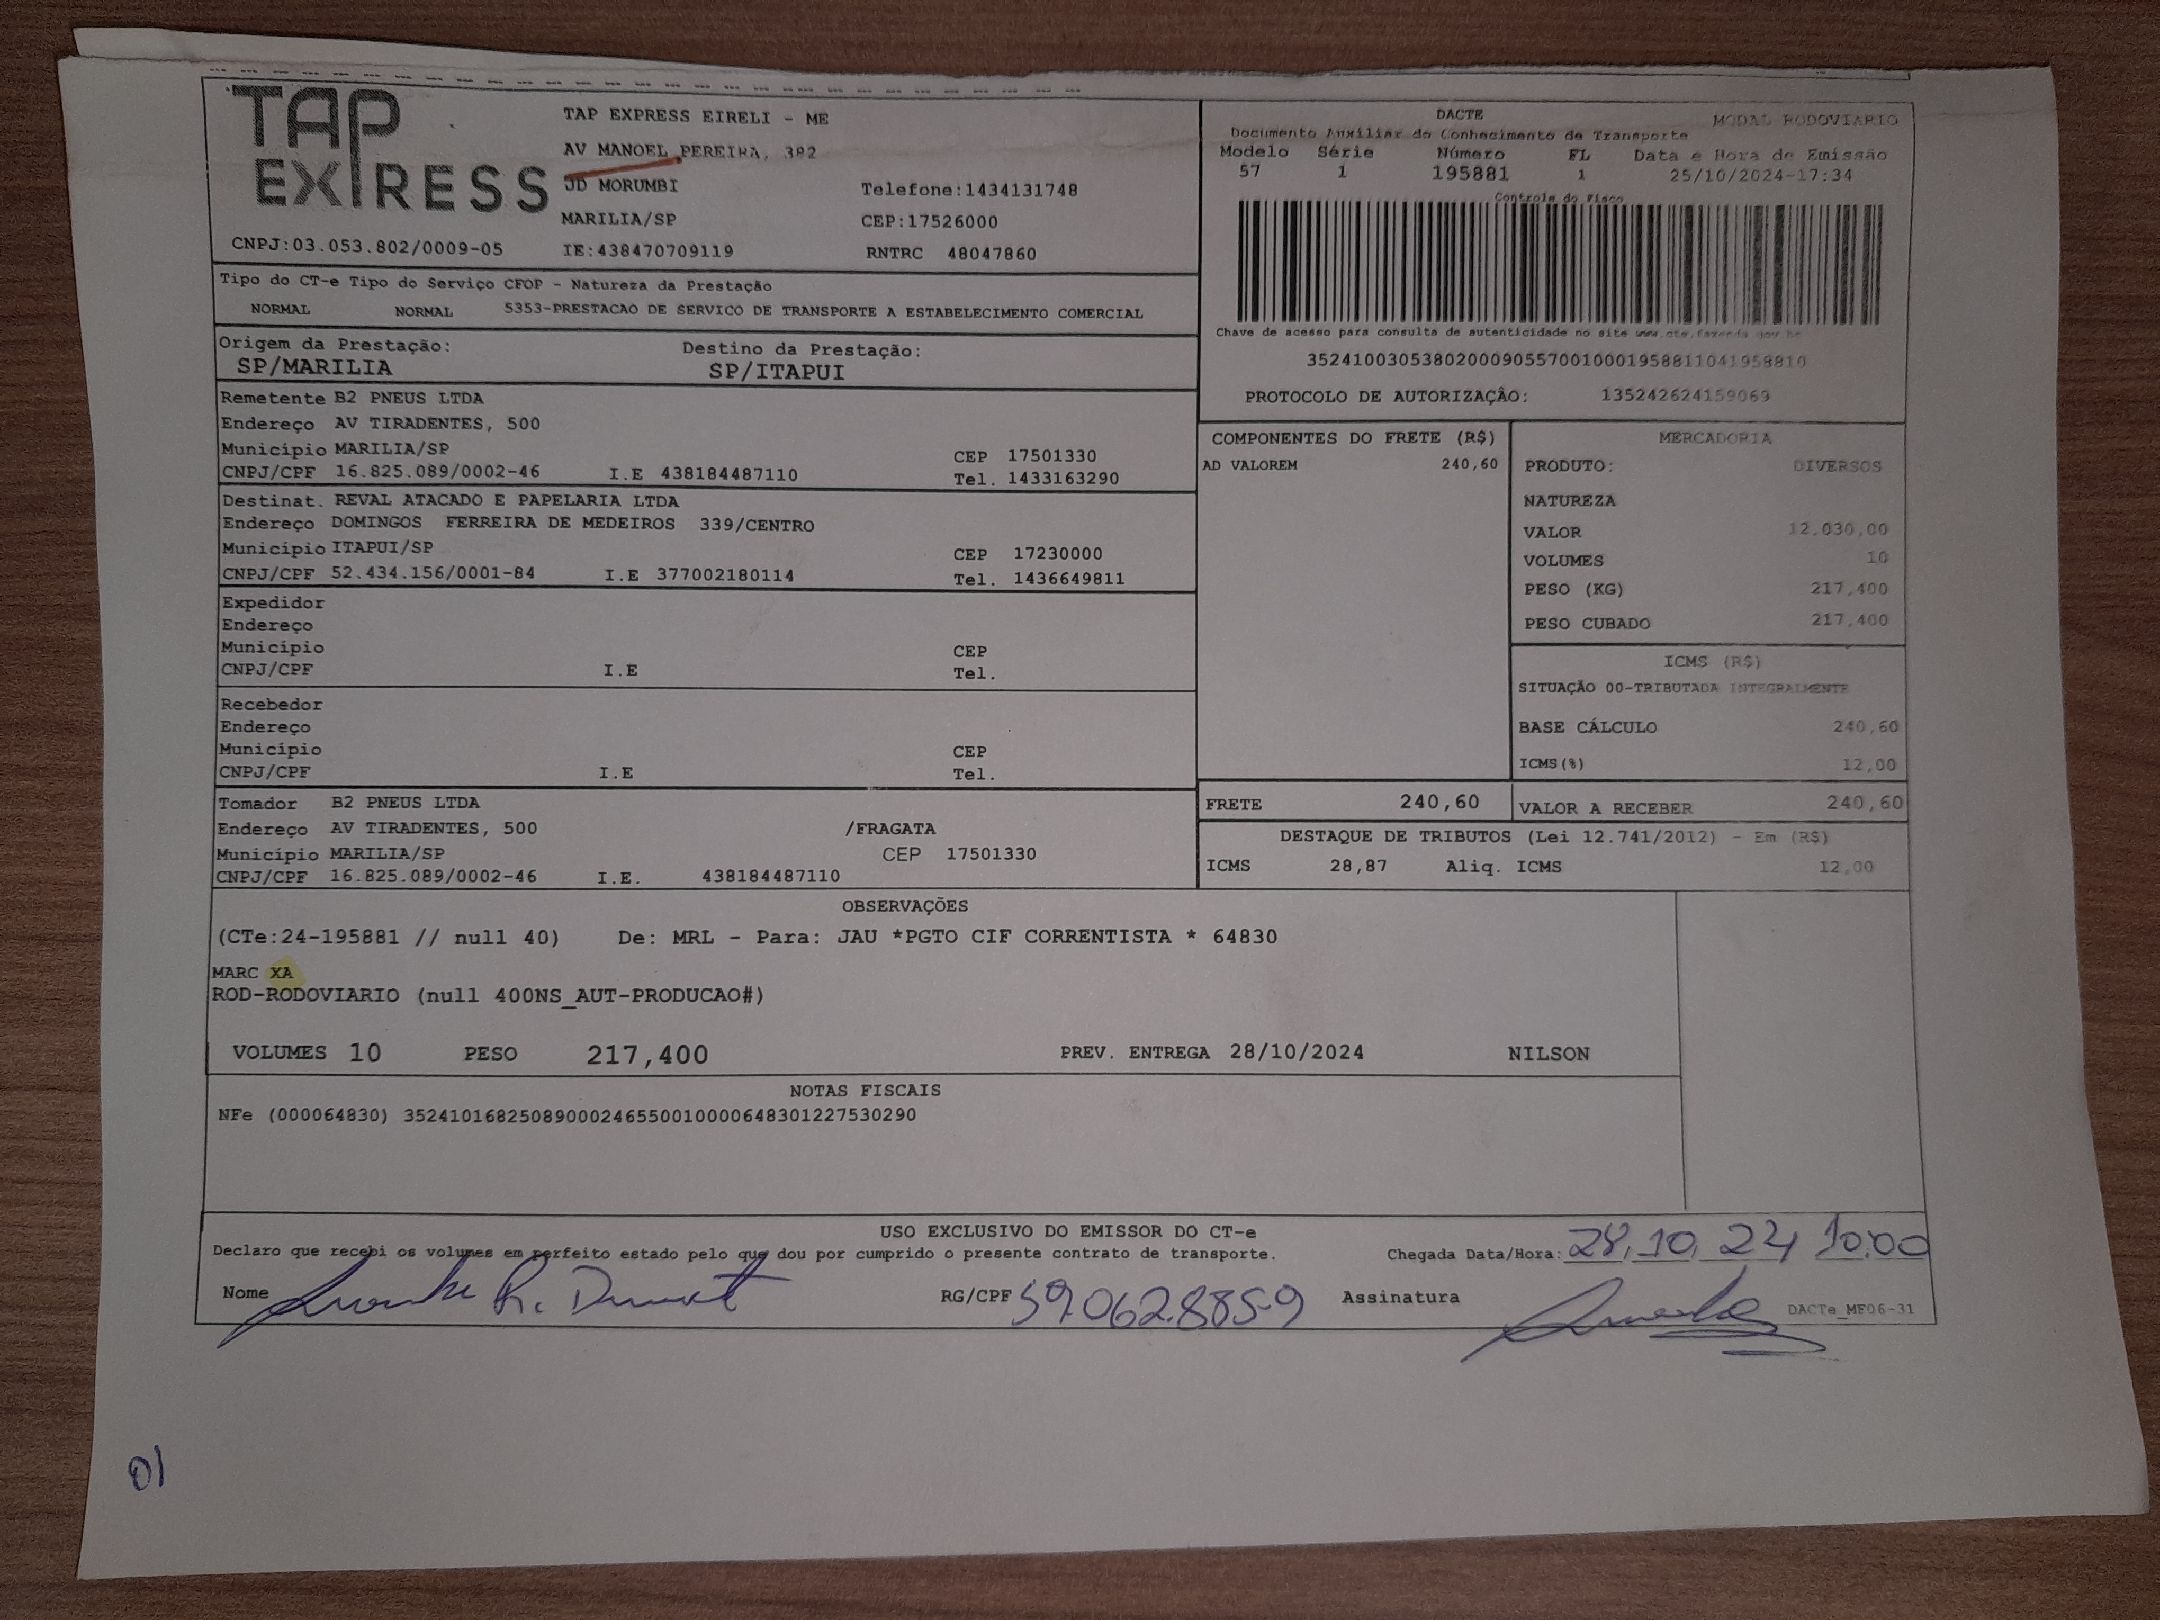 TAP
EXPRESS
TAP EXPRESS EIRELI - ME
AV MANOEL PEREIRA, 382
JD MORUMBI
Telefone:1434131748
MARILIA/SP
CEP:17526000
CNPJ:03.053.802/0009-05
IE:438470709119
RNTRC 48047860
DACTE
MODAL RODOVIARIO
Documento Auxiliar do Conhecimento de Transporte
Modelo Série Número FL Data e Hora de Emissão
57 1 195881 1 25/10/2024-17:34
Controle do Fisco
Chave de acesso para consulta de autenticidade no site www.cte.fazenda.gov.br
35241003053802000905570010001958811041958810
PROTOCOLO DE AUTORIZAÇÃO: 135242624159069
Tipo do CT-e Tipo do Serviço CFOP - Natureza da Prestação
NORMAL NORMAL 5353-PRESTACAO DE SERVICO DE TRANSPORTE A ESTABELECIMENTO COMERCIAL
Origem da Prestação: Destino da Prestação:
SP/MARILIA SP/ITAPUI
Remetente B2 PNEUS LTDA
Endereço AV TIRADENTES, 500
Município MARILIA/SP CEP 17501330
CNPJ/CPF 16.825.089/0002-46 I.E 438184487110 Tel. 1433163290
Destinat. REVAL ATACADO E PAPELARIA LTDA
Endereço DOMINGOS FERREIRA DE MEDEIROS 339/CENTRO
Município ITAPUI/SP CEP 17230000
CNPJ/CPF 52.434.156/0001-84 I.E 377002180114 Tel. 1436649811
Expedidor
Endereço
Município CEP
CNPJ/CPF I.E Tel.
Recebedor
Endereço
Município CEP
CNPJ/CPF I.E Tel.
Tomador B2 PNEUS LTDA
Endereço AV TIRADENTES, 500 /FRAGATA
Município MARILIA/SP CEP 17501330
CNPJ/CPF 16.825.089/0002-46 I.E. 438184487110
COMPONENTES DO FRETE (R$)
AD VALOREM 240,60
MERCADORIA
PRODUTO: DIVERSOS
NATUREZA
VALOR 12.030,00
VOLUMES 10
PESO (KG) 217,400
PESO CUBADO 217,400
ICMS (R$)
SITUAÇÃO 00-TRIBUTADA INTEGRALMENTE
BASE CÁLCULO 240,60
ICMS(%) 12,00
FRETE 240,60
VALOR A RECEBER 240,60
DESTAQUE DE TRIBUTOS (Lei 12.741/2012) - Em (R$)
ICMS 28,87 Aliq. ICMS 12,00
OBSERVAÇÕES
(CTe:24-195881 // null 40) De: MRL - Para: JAU *PGTO CIF CORRENTISTA * 64830
MARC XA
ROD-RODOVIARIO (null 400NS_AUT-PRODUCAO#)
VOLUMES 10 PESO 217,400 PREV. ENTREGA 28/10/2024 NILSON
NOTAS FISCAIS
NFe (000064830) 35241016825089000246550010000648301227530290
USO EXCLUSIVO DO EMISSOR DO CT-e
Declaro que recebi os volumes em perfeito estado pelo que dou por cumprido o presente contrato de transporte.
Chegada Data/Hora: 28.10.24 10:00
Nome
RG/CPF 59.062.885-9
Assinatura
DACTe_MF06-31
01